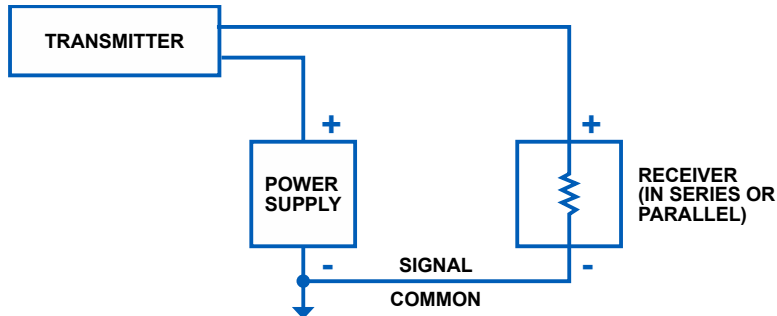 TRANSMITTER
+
+
POWER
SUPPLY
RECEIVER
(IN SERIES OR
PARALLEL)
-
SIGNAL
-
COMMON